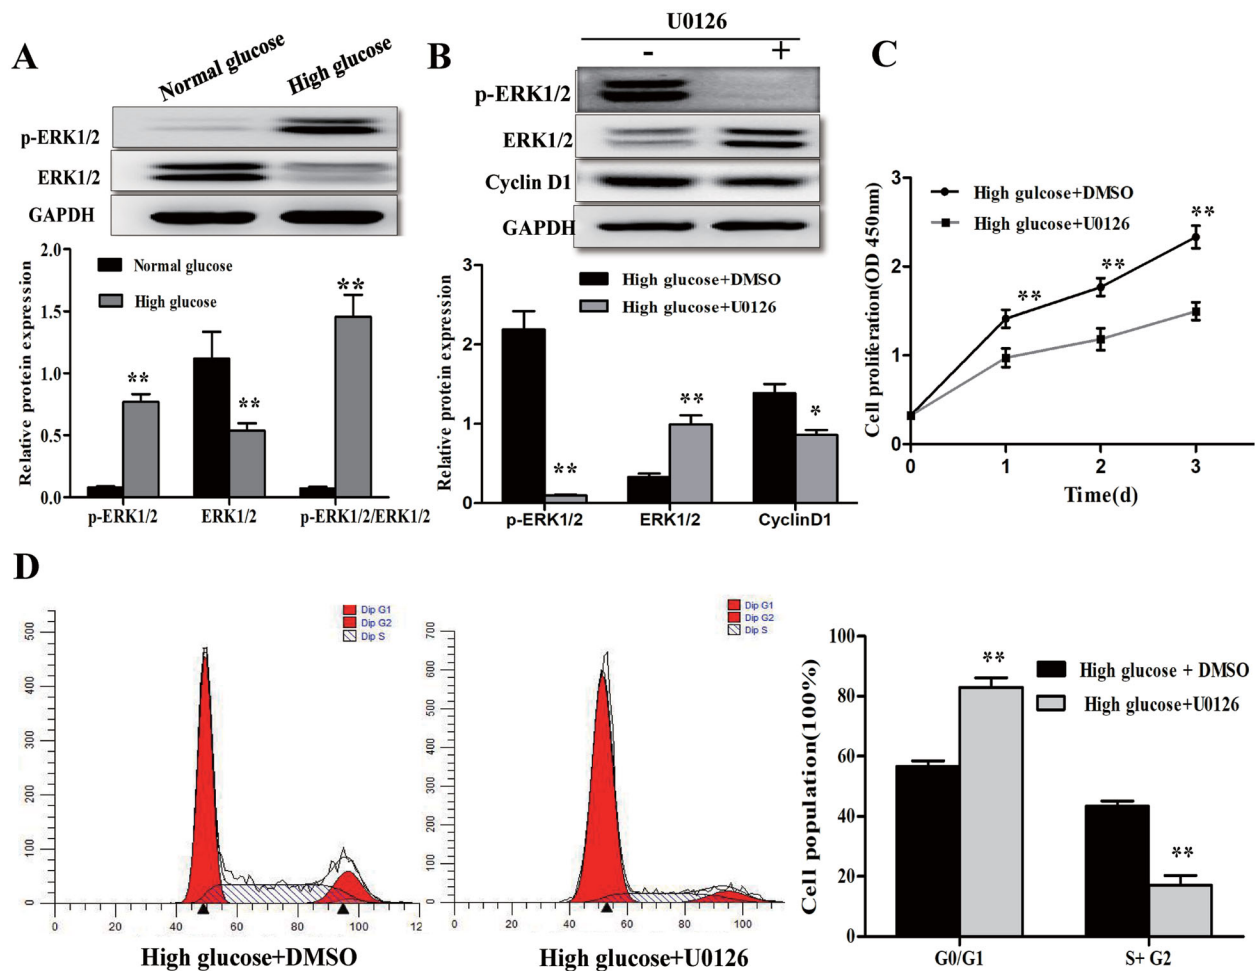 A
Normal glucose
High glucose
p-ERK1/2
ERK1/2
GAPDH
2.0
1.5
1.0
0.5
0.0
Relative protein expression
Normal glucose
High glucose
**
**
**
p-ERK1/2
ERK1/2
p-ERK1/2/ERK1/2
B
U0126
-
+
p-ERK1/2
ERK1/2
Cyclin D1
GAPDH
3
2
1
0
Relative protein expression
High glucose+DMSO
High glucose+U0126
**
**
*
p-ERK1/2
ERK1/2
CyclinD1
C
High gulcose+DMSO
High glucose+U0126
3
2
1
0
Cell proliferation(OD 450nm)
**
**
**
0
1
2
3
Time(d)
D
Dip G1
Dip G2
Dip S
500
400
300
200
100
0
0
20
40
60
80
100
12
High glucose+DMSO
Dip G1
Dip G2
Dip S
700
600
500
400
300
200
100
0
0
20
40
60
80
100
High glucose+U0126
100
80
60
40
20
0
Cell population(100%)
High glucose + DMSO
High glucose+U0126
**
**
G0/G1
S+ G2